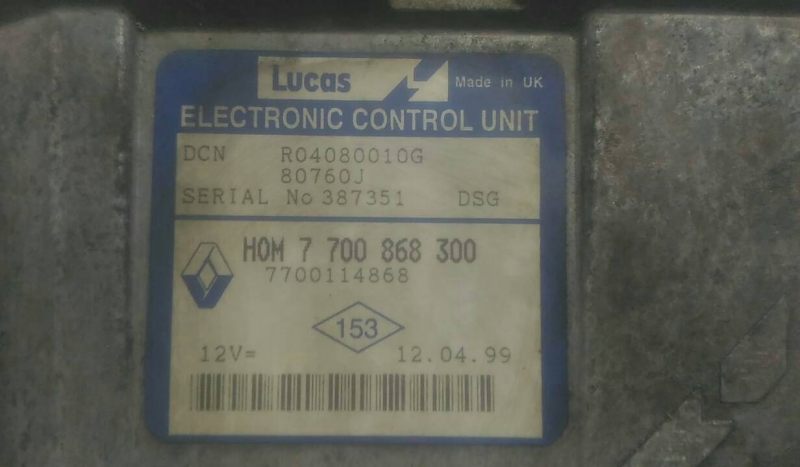 Lucas Made in UK
ELECTRONIC CONTROL UNIT
DCN R04080010G
80760J
SERIAL No 387351 DSG
HOM 7 700 868 300
7700114868
153
12V= 12.04.99